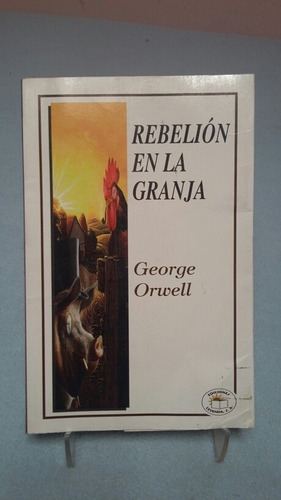 REBELIÓN
EN LA
GRANJA
George
Orwell